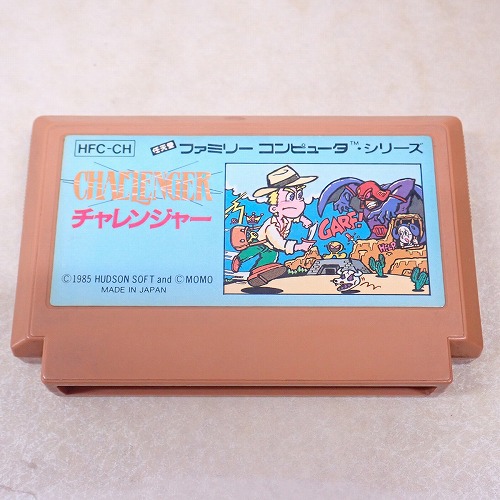 HFC-CH
任天堂 ファミリー コンピュータ™・シリーズ
CHALLENGER
チャレンジャー
GARF!
HELP
©1985 HUDSON SOFT and ©MOMO
MADE IN JAPAN